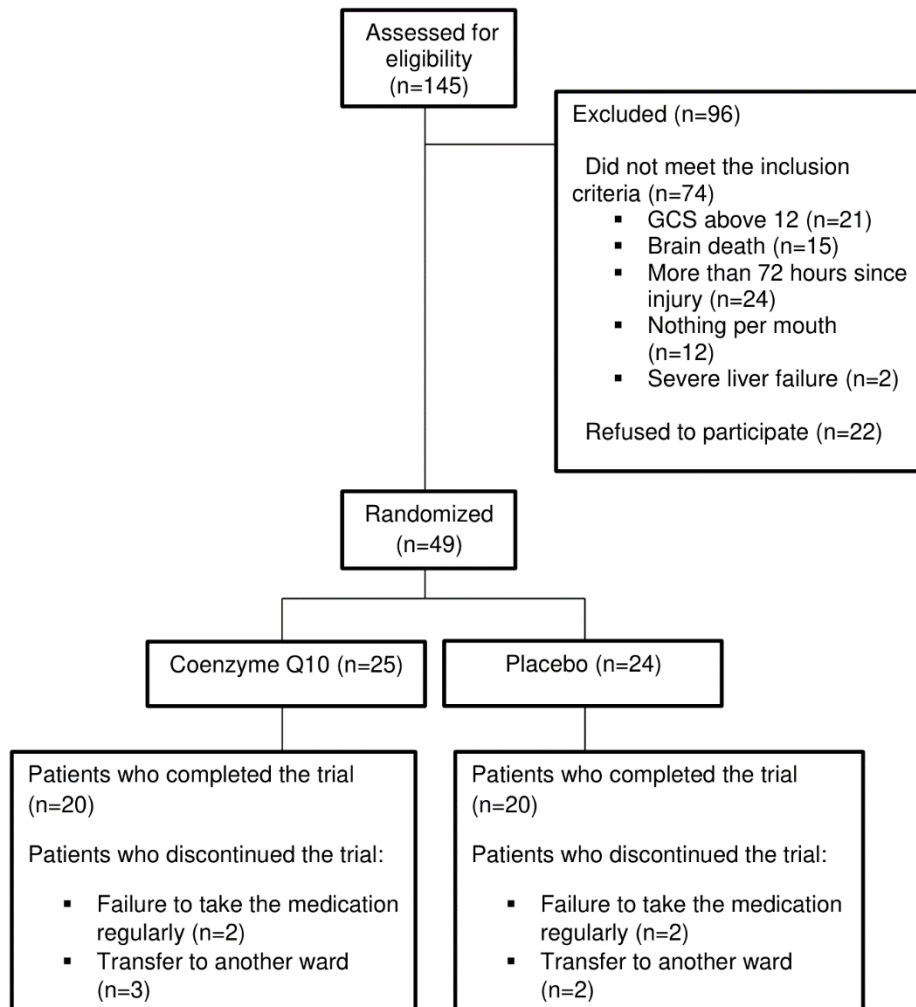 Assessed for
eligibility
(n=145)
Excluded (n=96)
Did not meet the inclusion
criteria (n=74)
▪ GCS above 12 (n=21)
▪ Brain death (n=15)
▪ More than 72 hours since
injury (n=24)
▪ Nothing per mouth
(n=12)
▪ Severe liver failure (n=2)
Refused to participate (n=22)
Randomized
(n=49)
Coenzyme Q10 (n=25)
Placebo (n=24)
Patients who completed the trial
(n=20)
Patients who discontinued the trial:
▪ Failure to take the medication
regularly (n=2)
▪ Transfer to another ward
(n=3)
Patients who completed the trial
(n=20)
Patients who discontinued the trial:
▪ Failure to take the medication
regularly (n=2)
▪ Transfer to another ward
(n=2)